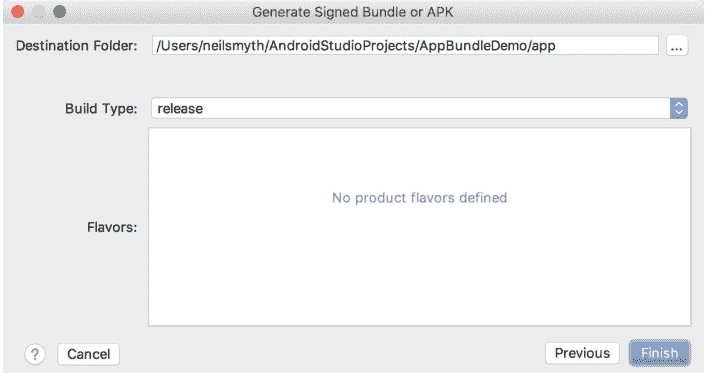 Generate Signed Bundle or APK
Destination Folder: /Users/neilsmyth/AndroidStudioProjects/AppBundleDemo/app ...
Build Type: release
No product flavors defined
Flavors:
? Cancel Previous Finish